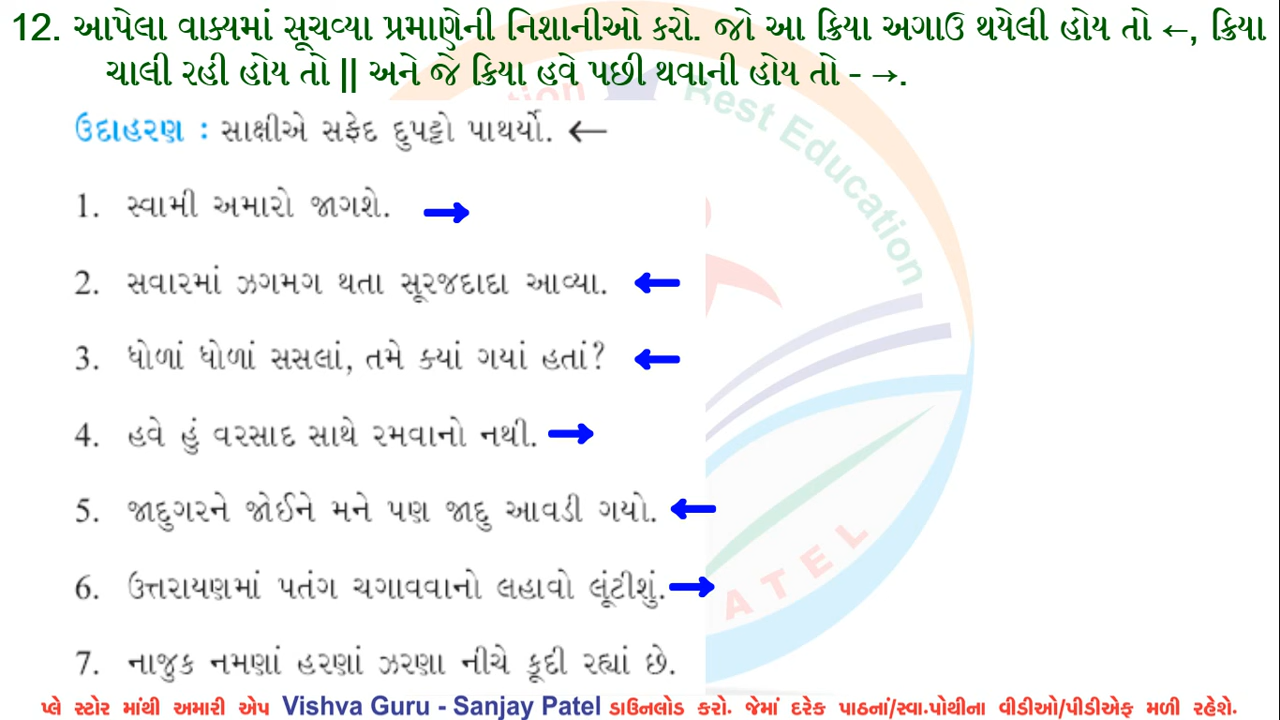 12. આપેલા વાક્યમાં સૂચવ્યા પ્રમાણેની નિશાનીઓ કરો. જો આ ક્રિયા અગાઉ થયેલી હોય તો ←, ક્રિયા
ચાલી રહી હોય તો || અને જે ક્રિયા હવે પછી થવાની હોય તો - →.
ઉદાહરણ : સાક્ષીએ સફેદ દુપટ્ટો પાથર્યો. ←
1. સ્વામી અમારો જાગશે. →
2. સવારમાં ઝગમગ થતા સૂરજદાદા આવ્યા. ←
3. ધોળાં ધોળાં સસલાં, તમે ક્યાં ગયાં હતાં? ←
4. હવે હું વરસાદ સાથે રમવાનો નથી. →
5. જાદુગરને જોઈને મને પણ જાદુ આવડી ગયો. ←
6. ઉત્તરાયણમાં પતંગ ચગાવવાનો લહાવો લૂંટીશું. →
7. નાજુક નમણાં હરણાં ઝરણા નીચે કૂદી રહ્યાં છે.
Best Education
ATEL
પ્લે સ્ટોર માંથી અમારી એપ Vishva Guru - Sanjay Patel ડાઉનલોડ કરો. જેમાં દરેક પાઠનાં/સ્વા.પોથીના વીડીઓ/પીડીએફ મળી રહેશે.